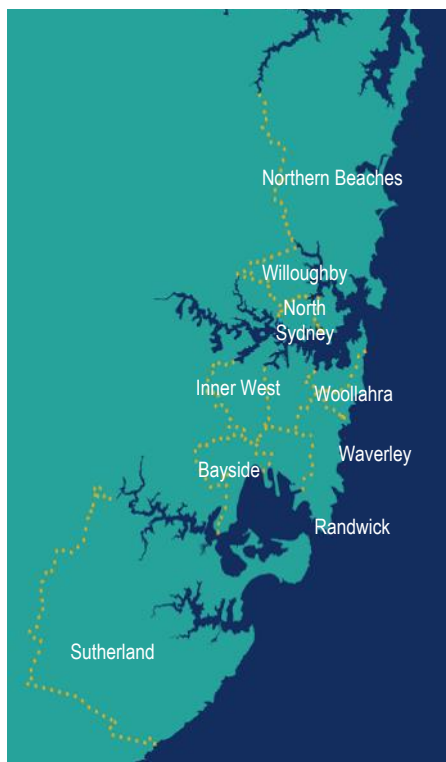 Northern Beaches
Willoughby
North
Sydney
Inner West
Woollahra
Waverley
Bayside
Randwick
Sutherland